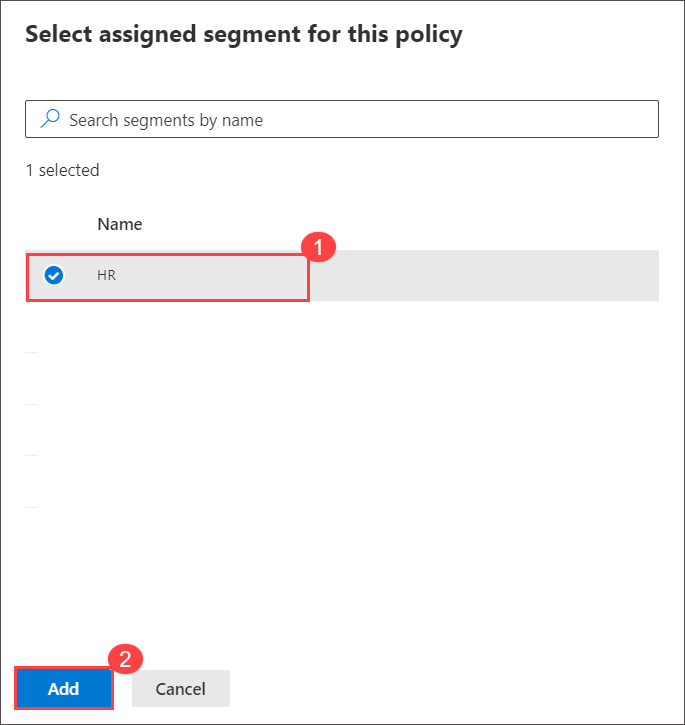 Select assigned segment for this policy
Search segments by name
1 selected
Name
1
HR
2
Add
Cancel